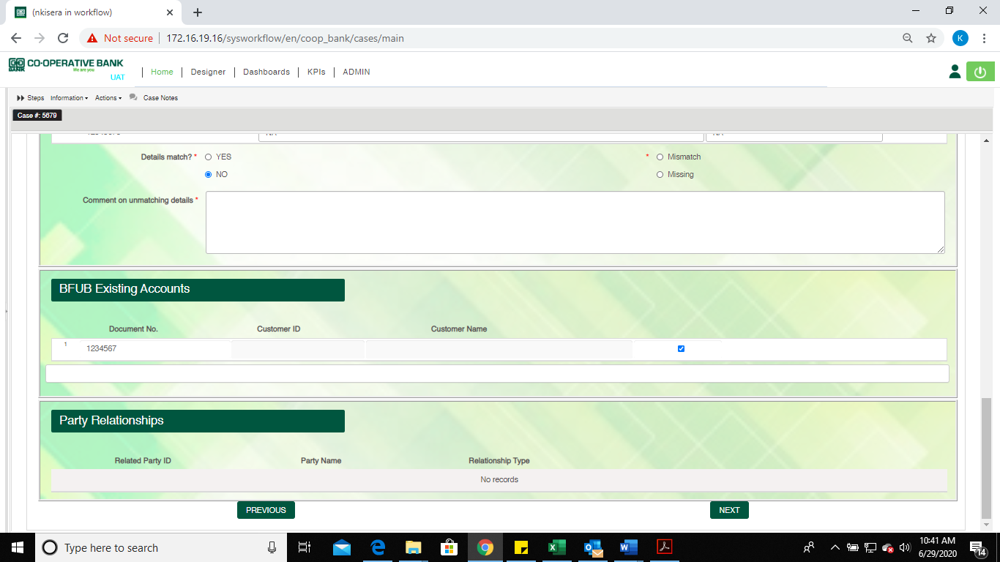 (nkisera in workflow)
Not secure 172.16.19.16/sysworkflow/en/coop_bank/cases/main
K
CO-OPERATIVE BANK
BANK
We are you
UAT
Home Designer Dashboards KPIs ADMIN
Steps Information Actions Case Notes
Case #: 5679
Details match? * YES * Mismatch
NO Missing
Comment on unmatching details *
BFUB Existing Accounts
Document No. Customer ID Customer Name
1 1234567
Party Relationships
Related Party ID Party Name Relationship Type
No records
PREVIOUS NEXT
Type here to search
10:41 AM
6/29/2020
14